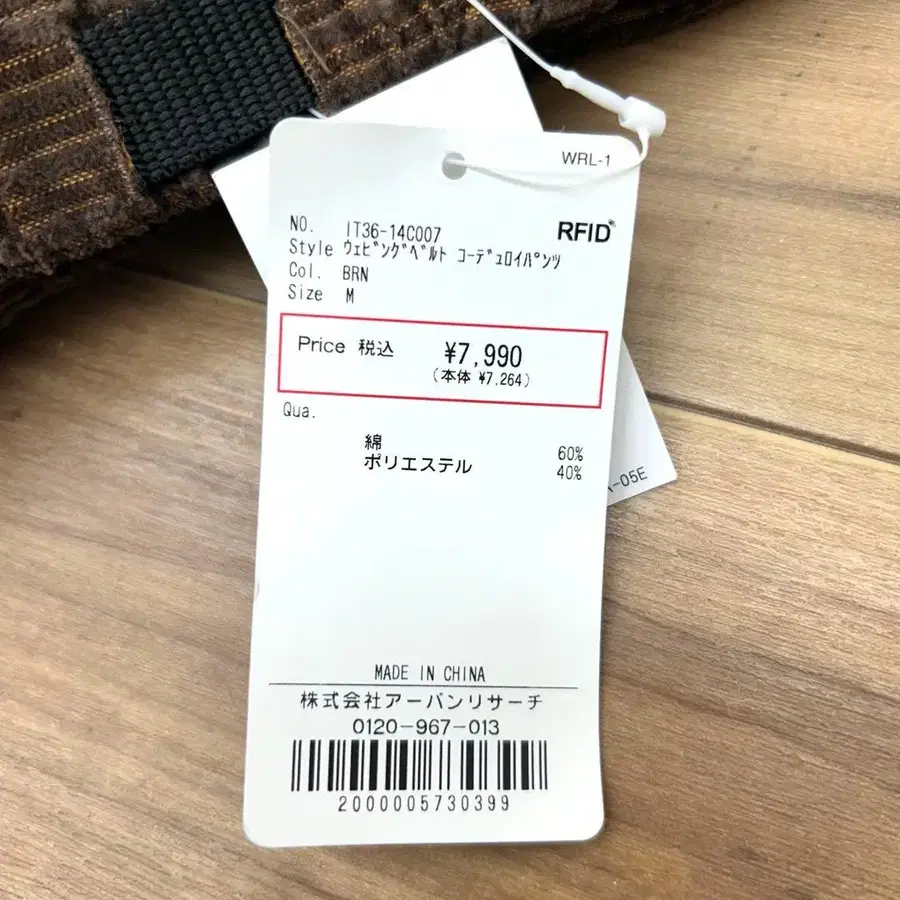 WRL-1
RFID
NO. IT36-14C007
Style ｳｪﾋﾞﾝｸﾞﾍﾞﾙﾄ ｺｰﾃﾞｭﾛｲﾊﾟﾝﾂ
Col. BRN
Size M
Price 税込 ¥7,990
(本体 ¥7,264)
Qua.
綿 60%
ポリエステル 40%
-05E
MADE IN CHINA
株式会社アーバンリサーチ
0120-967-013
2000005730399